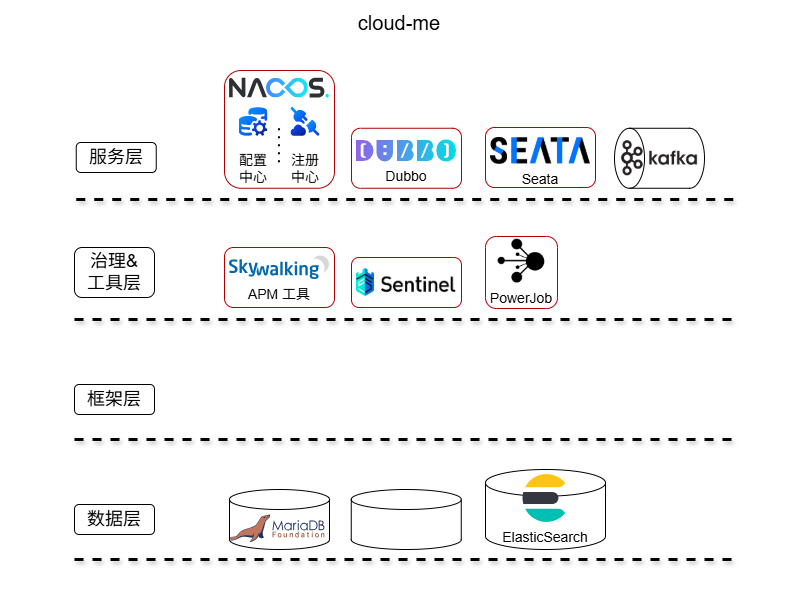 cloud-me
NACOS.
配置
中心
注册
中心
服务层
DUBBO
Dubbo
SEATA
Seata
kafka
治理&
工具层
Skywalking
APM 工具
Sentinel
PowerJob
框架层
数据层
MariaDB
Foundation
ElasticSearch